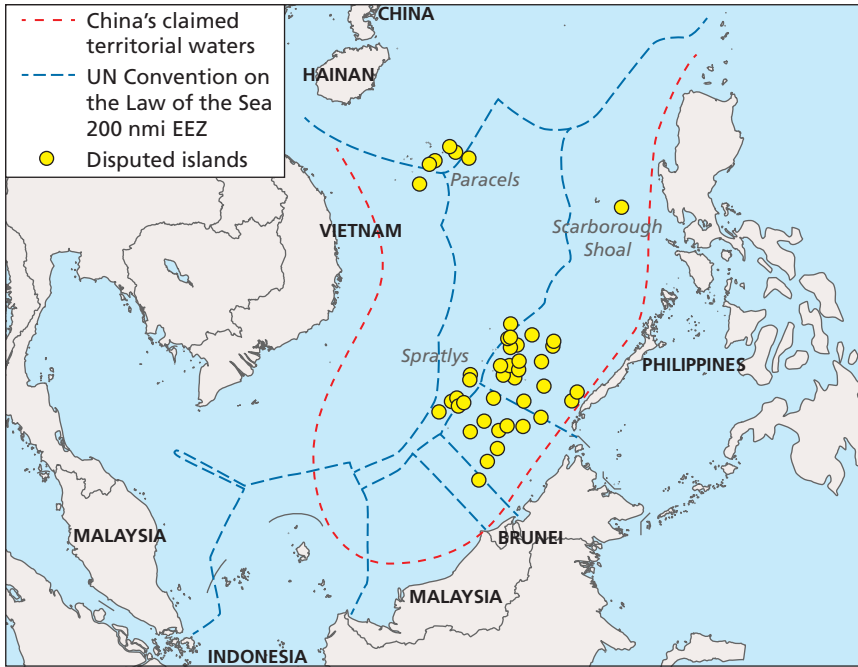 China's claimed
territorial waters
UN Convention on
the Law of the Sea
200 nmi EEZ
Disputed islands
CHINA
HAINAN
Paracels
VIETNAM
Scarborough
Shoal
Spratlys
PHILIPPINES
MALAYSIA
BRUNEI
MALAYSIA
INDONESIA